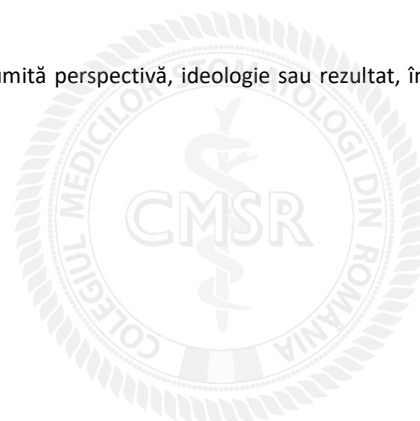 umită perspectivă, ideologie sau rezultat, în
COLEGIUL MEDICILOR STOMATOLOGI DIN ROMÂNIA
CMSR